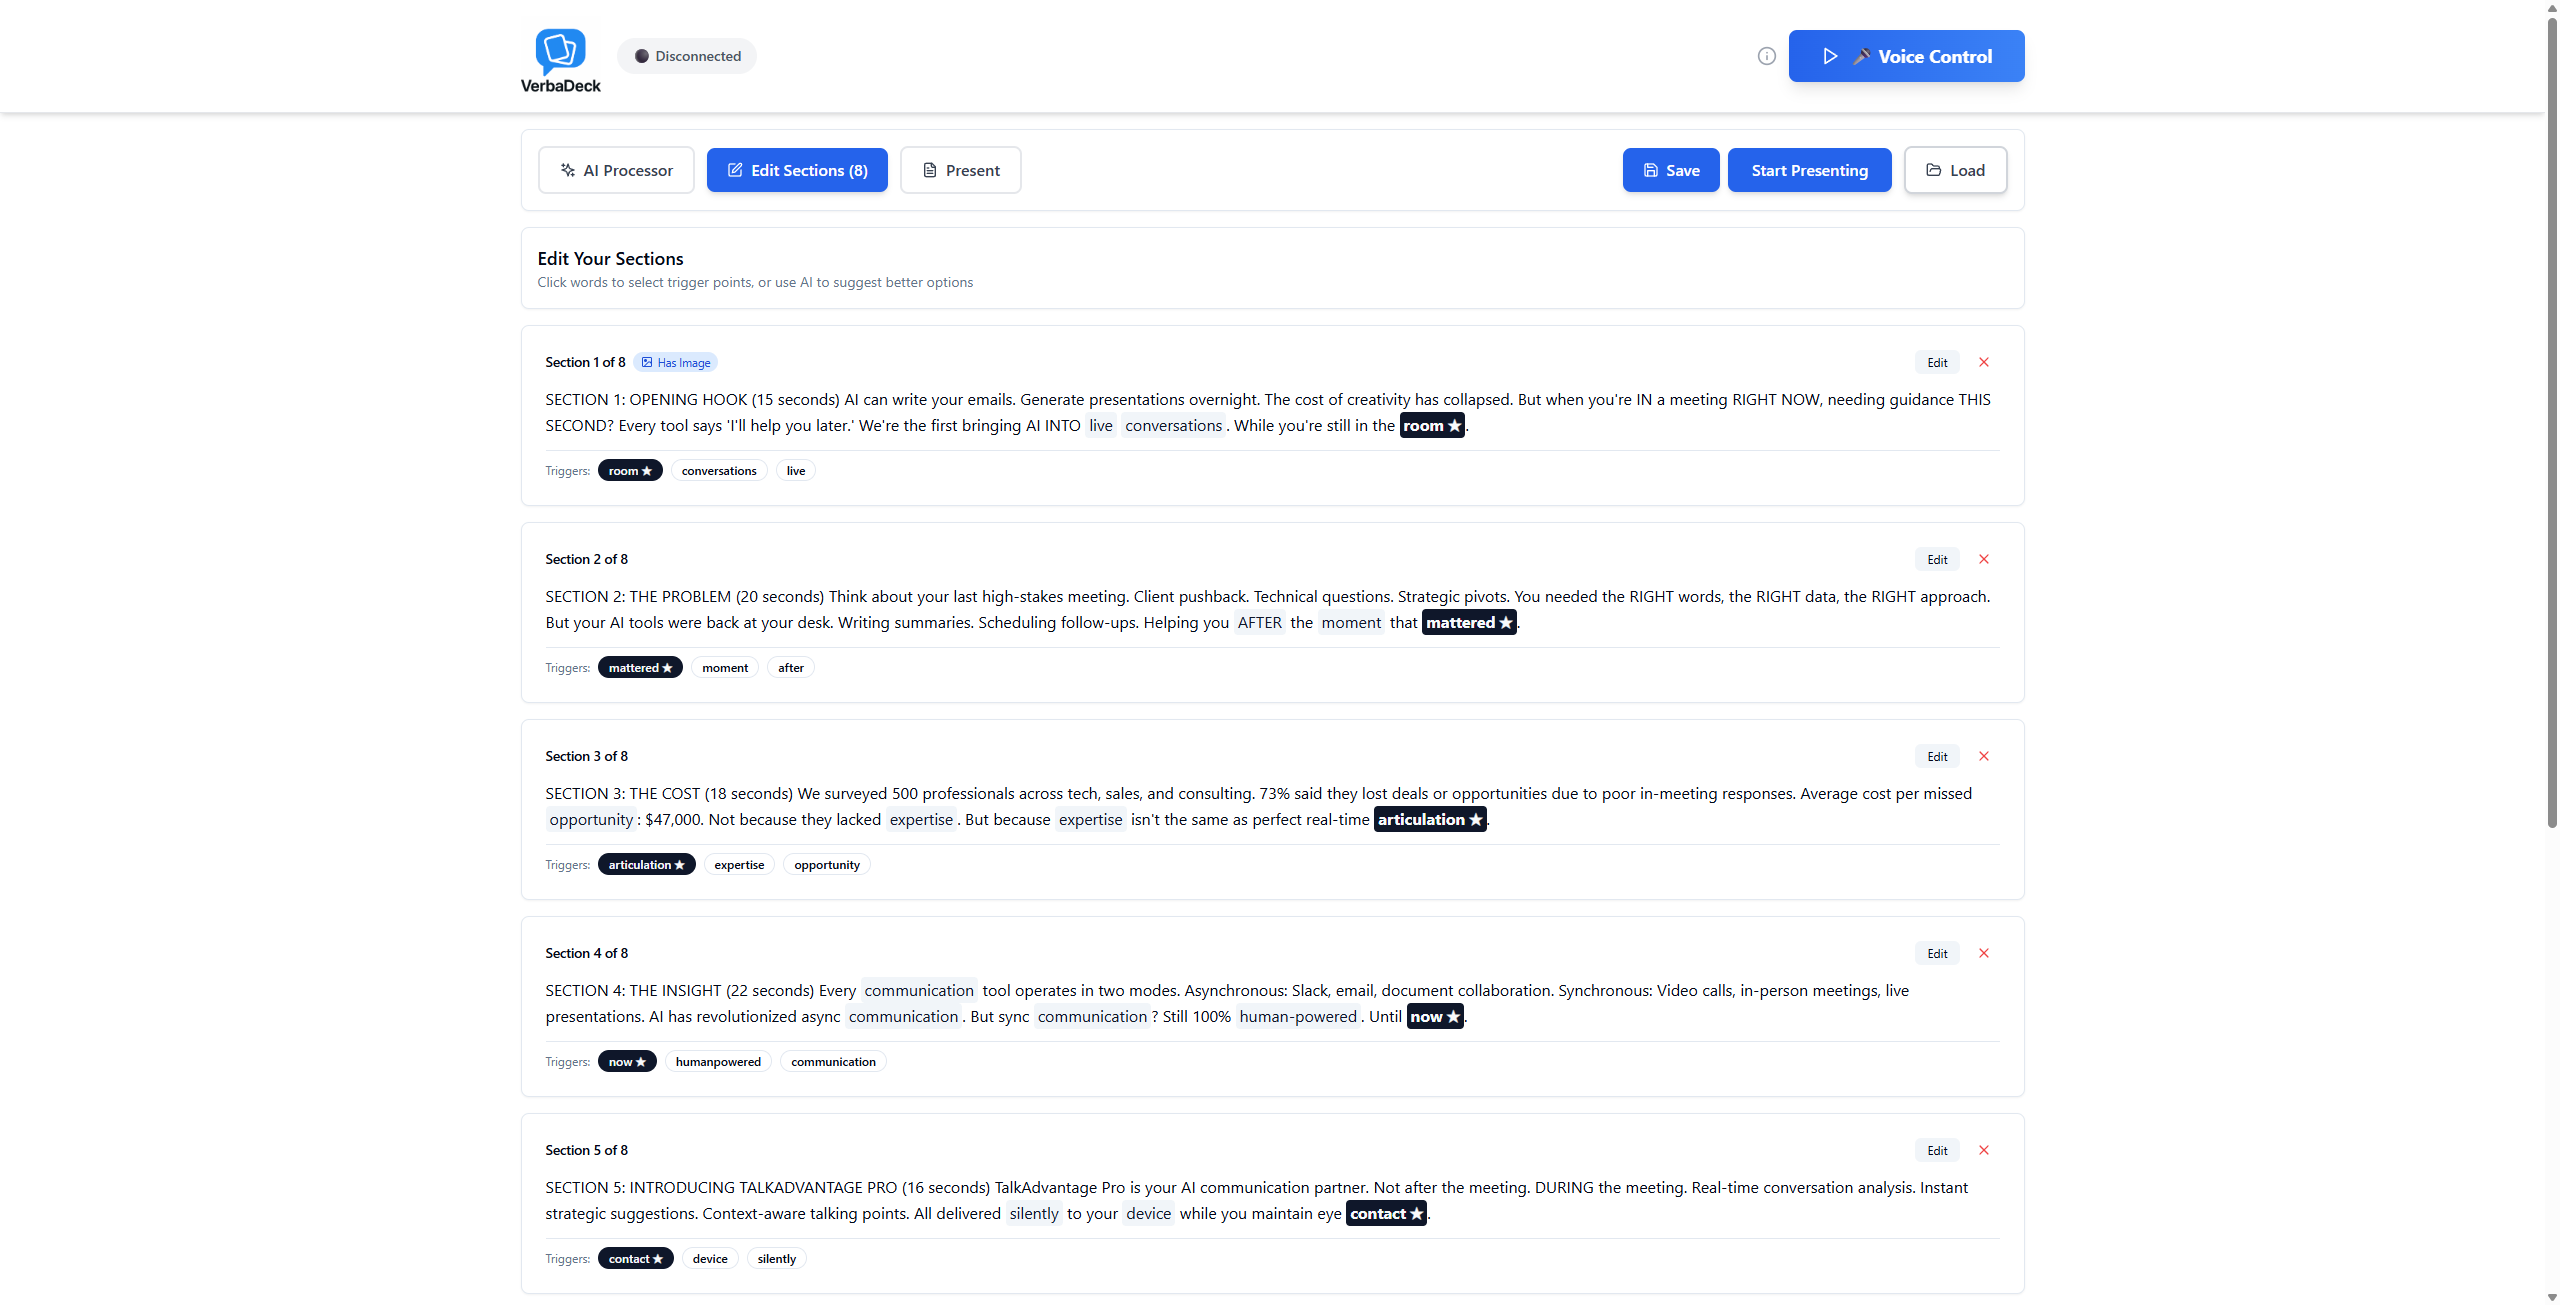 VerbaDeck
Disconnected
Voice Control
AI Processor
Edit Sections (8)
Present
Save
Start Presenting
Load
Edit Your Sections
Click words to select trigger points, or use AI to suggest better options
Section 1 of 8
Has Image
Edit
SECTION 1: OPENING HOOK (15 seconds) AI can write your emails. Generate presentations overnight. The cost of creativity has collapsed. But when you're IN a meeting RIGHT NOW, needing guidance THIS
SECOND? Every tool says 'I'll help you later.' We're the first bringing AI INTO live conversations. While you're still in the room ★.
Triggers: room ★ conversations live
Section 2 of 8
Edit
SECTION 2: THE PROBLEM (20 seconds) Think about your last high-stakes meeting. Client pushback. Technical questions. Strategic pivots. You needed the RIGHT words, the RIGHT data, the RIGHT approach.
But your AI tools were back at your desk. Writing summaries. Scheduling follow-ups. Helping you AFTER the moment that mattered ★.
Triggers: mattered ★ moment after
Section 3 of 8
Edit
SECTION 3: THE COST (18 seconds) We surveyed 500 professionals across tech, sales, and consulting. 73% said they lost deals or opportunities due to poor in-meeting responses. Average cost per missed
opportunity: $47,000. Not because they lacked expertise. But because expertise isn't the same as perfect real-time articulation ★.
Triggers: articulation ★ expertise opportunity
Section 4 of 8
Edit
SECTION 4: THE INSIGHT (22 seconds) Every communication tool operates in two modes. Asynchronous: Slack, email, document collaboration. Synchronous: Video calls, in-person meetings, live
presentations. AI has revolutionized async communication. But sync communication? Still 100% human-powered. Until now ★.
Triggers: now ★ humanpowered communication
Section 5 of 8
Edit
SECTION 5: INTRODUCING TALKADVANTAGE PRO (16 seconds) TalkAdvantage Pro is your AI communication partner. Not after the meeting. DURING the meeting. Real-time conversation analysis. Instant
strategic suggestions. Context-aware talking points. All delivered silently to your device while you maintain eye contact ★.
Triggers: contact ★ device silently